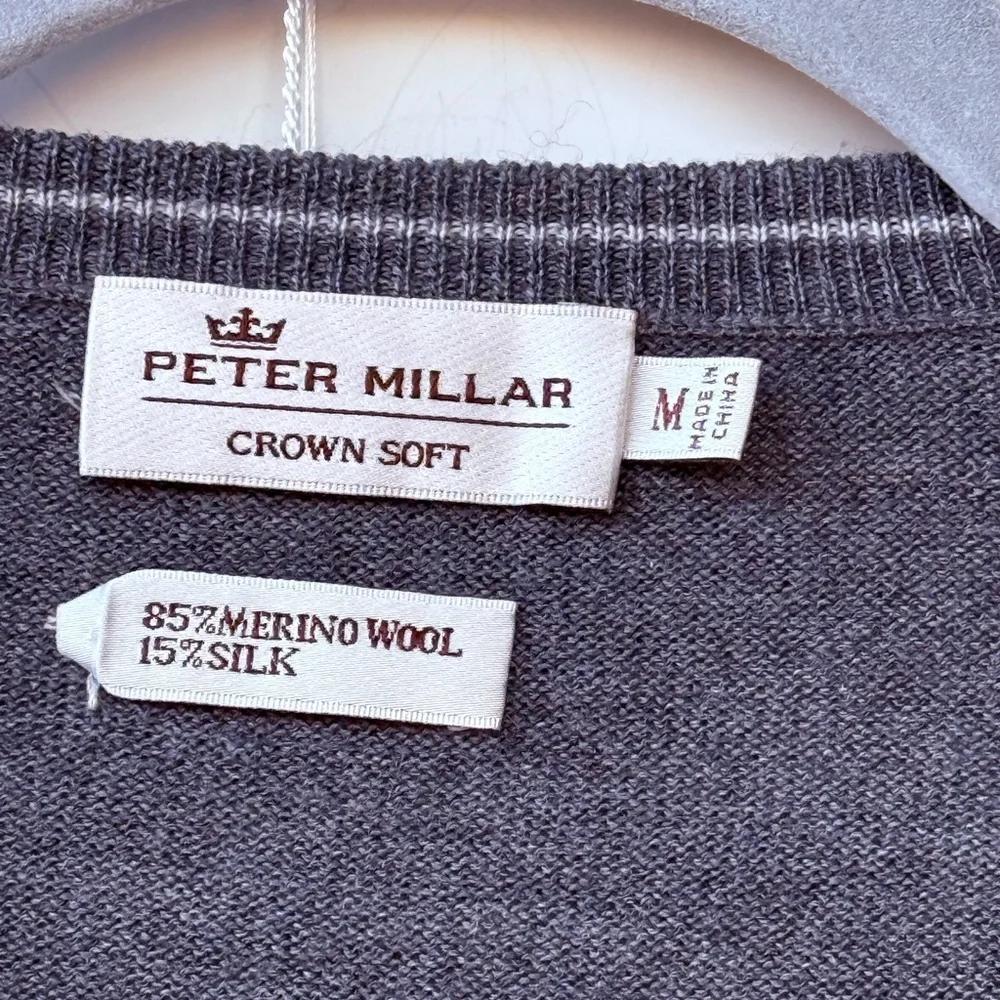 PETER MILLAR
CROWN SOFT
M
MADE IN
CHINA
85%MERINO WOOL
15%SILK